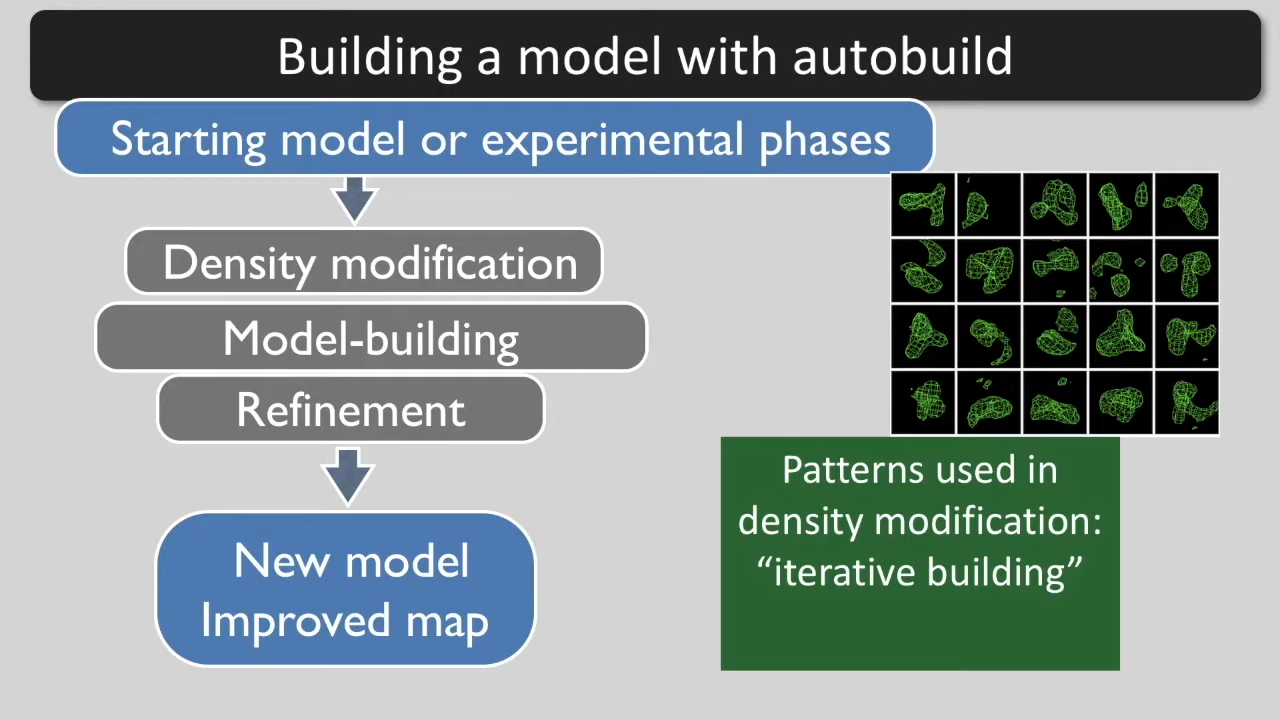 Building a model with autobuild
Starting model or experimental phases
Density modification
Model-building
Refinement
New model
Improved map
Patterns used in
density modification:
“iterative building”